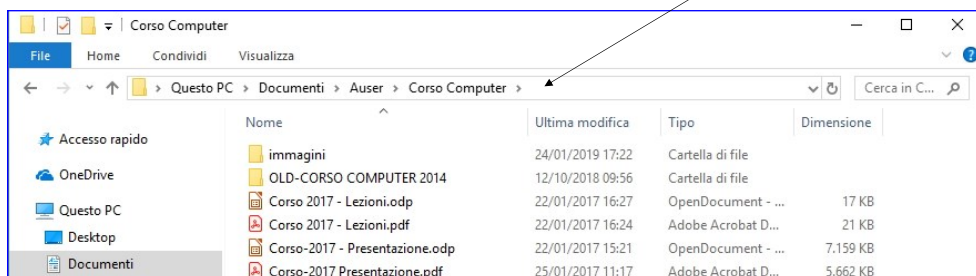 Corso Computer
File Home Condividi Visualizza ?
Questo PC > Documenti > Auser > Corso Computer > Cerca in C...
Nome Ultima modifica Tipo Dimensione
Accesso rapido
immagini 24/01/2019 17:22 Cartella di file
OneDrive
OLD-CORSO COMPUTER 2014 12/10/2018 09:56 Cartella di file
Questo PC
Corso 2017 - Lezioni.odp 22/01/2017 16:27 OpenDocument - ... 17 KB
Corso 2017 - Lezioni.pdf 22/01/2017 16:24 Adobe Acrobat D... 21 KB
Desktop
Corso-2017 - Presentazione.odp 22/01/2017 15:21 OpenDocument - ... 7.159 KB
Documenti
Corso-2017 Presentazione.pdf 25/01/2017 11:17 Adobe Acrobat D... 5.662 KB